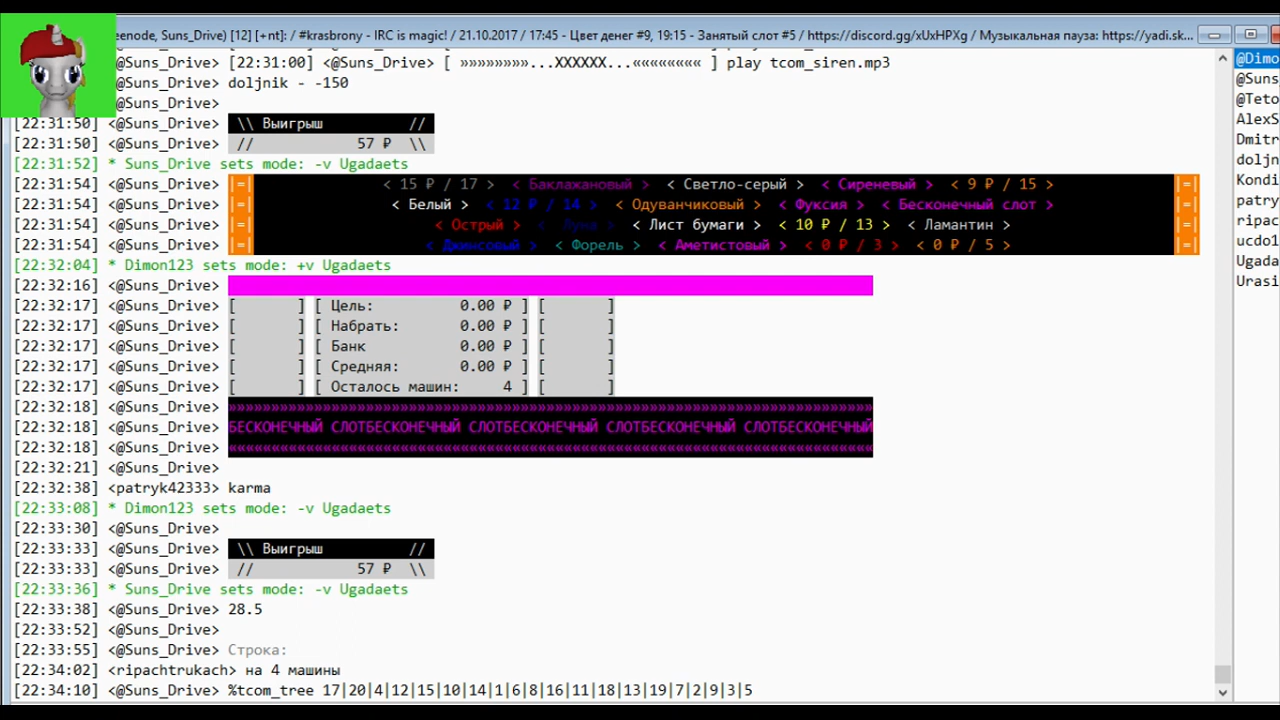 eenode, Suns_Drive) [12] [+nt]: / #krasbrony - IRC is magic! / 21.10.2017 / 17:45 - Цвет денег #9, 19:15 - Занятый слот #5 / https://discord.gg/xUxHPXg / Музыкальная пауза: https://yadi.sk...
@Suns_Drive> [22:31:00] <@Suns_Drive> [ »»»»»»»»...XXXXXX...«««««««« ] play tcom_siren.mp3
@Suns_Drive> doljnik - -150
@Suns_Drive>
[22:31:50] <@Suns_Drive> \\ Выигрыш //
[22:31:50] <@Suns_Drive> // 57 ₽ \\
[22:31:52] * Suns_Drive sets mode: -v Ugadaets
[22:31:54] <@Suns_Drive> |=| < 15 ₽ / 17 > < Баклажановый > < Светло-серый > < Сиреневый > < 9 ₽ / 15 > |=|
[22:31:54] <@Suns_Drive> |=| < Белый > < 12 ₽ / 14 > < Одуванчиковый > < Фуксия > < Бесконечный слот > |=|
[22:31:54] <@Suns_Drive> |=| < Острый > < Луна > < Лист бумаги > < 10 ₽ / 13 > < Ламантин > |=|
[22:31:54] <@Suns_Drive> |=| < Джинсовый > < Форель > < Аметистовый > < 0 ₽ / 3 > < 0 ₽ / 5 > |=|
[22:32:04] * Dimon123 sets mode: +v Ugadaets
[22:32:16] <@Suns_Drive>
[22:32:17] <@Suns_Drive> [ ] [ Цель: 0.00 ₽ ] [ ]
[22:32:17] <@Suns_Drive> [ ] [ Набрать: 0.00 ₽ ] [ ]
[22:32:17] <@Suns_Drive> [ ] [ Банк 0.00 ₽ ] [ ]
[22:32:17] <@Suns_Drive> [ ] [ Средняя: 0.00 ₽ ] [ ]
[22:32:17] <@Suns_Drive> [ ] [ Осталось машин: 4 ] [ ]
[22:32:18] <@Suns_Drive> »»»»»»»»»»»»»»»»»»»»»»»»»»»»»»»»»»»»»»»»»»»»»»»»»»»»»»»»»»»»»»»»»»»»»»»»»»»
[22:32:18] <@Suns_Drive> БЕСКОНЕЧНЫЙ СЛОТБЕСКОНЕЧНЫЙ СЛОТБЕСКОНЕЧНЫЙ СЛОТБЕСКОНЕЧНЫЙ СЛОТБЕСКОНЕЧНЫЙ
[22:32:18] <@Suns_Drive> «««««««««««««««««««««««««««««««««««««««««««««««««««««««««««««««««««««««««««
[22:32:21] <@Suns_Drive>
[22:32:38] <patryk42333> karma
[22:33:08] * Dimon123 sets mode: -v Ugadaets
[22:33:30] <@Suns_Drive>
[22:33:33] <@Suns_Drive> \\ Выигрыш //
[22:33:33] <@Suns_Drive> // 57 ₽ \\
[22:33:36] * Suns_Drive sets mode: -v Ugadaets
[22:33:38] <@Suns_Drive> 28.5
[22:33:52] <@Suns_Drive>
[22:33:55] <@Suns_Drive> Строка:
[22:34:02] <ripachtrukach> на 4 машины
[22:34:10] <@Suns_Drive> %tcom_tree 17|20|4|12|15|10|14|1|6|8|16|11|18|13|19|7|2|9|3|5
@Dimo
@Suns
@Teto
AlexS
Dmitr
doljn
Kondi
patry
ripac
ucdo1
Ugada
Urasi